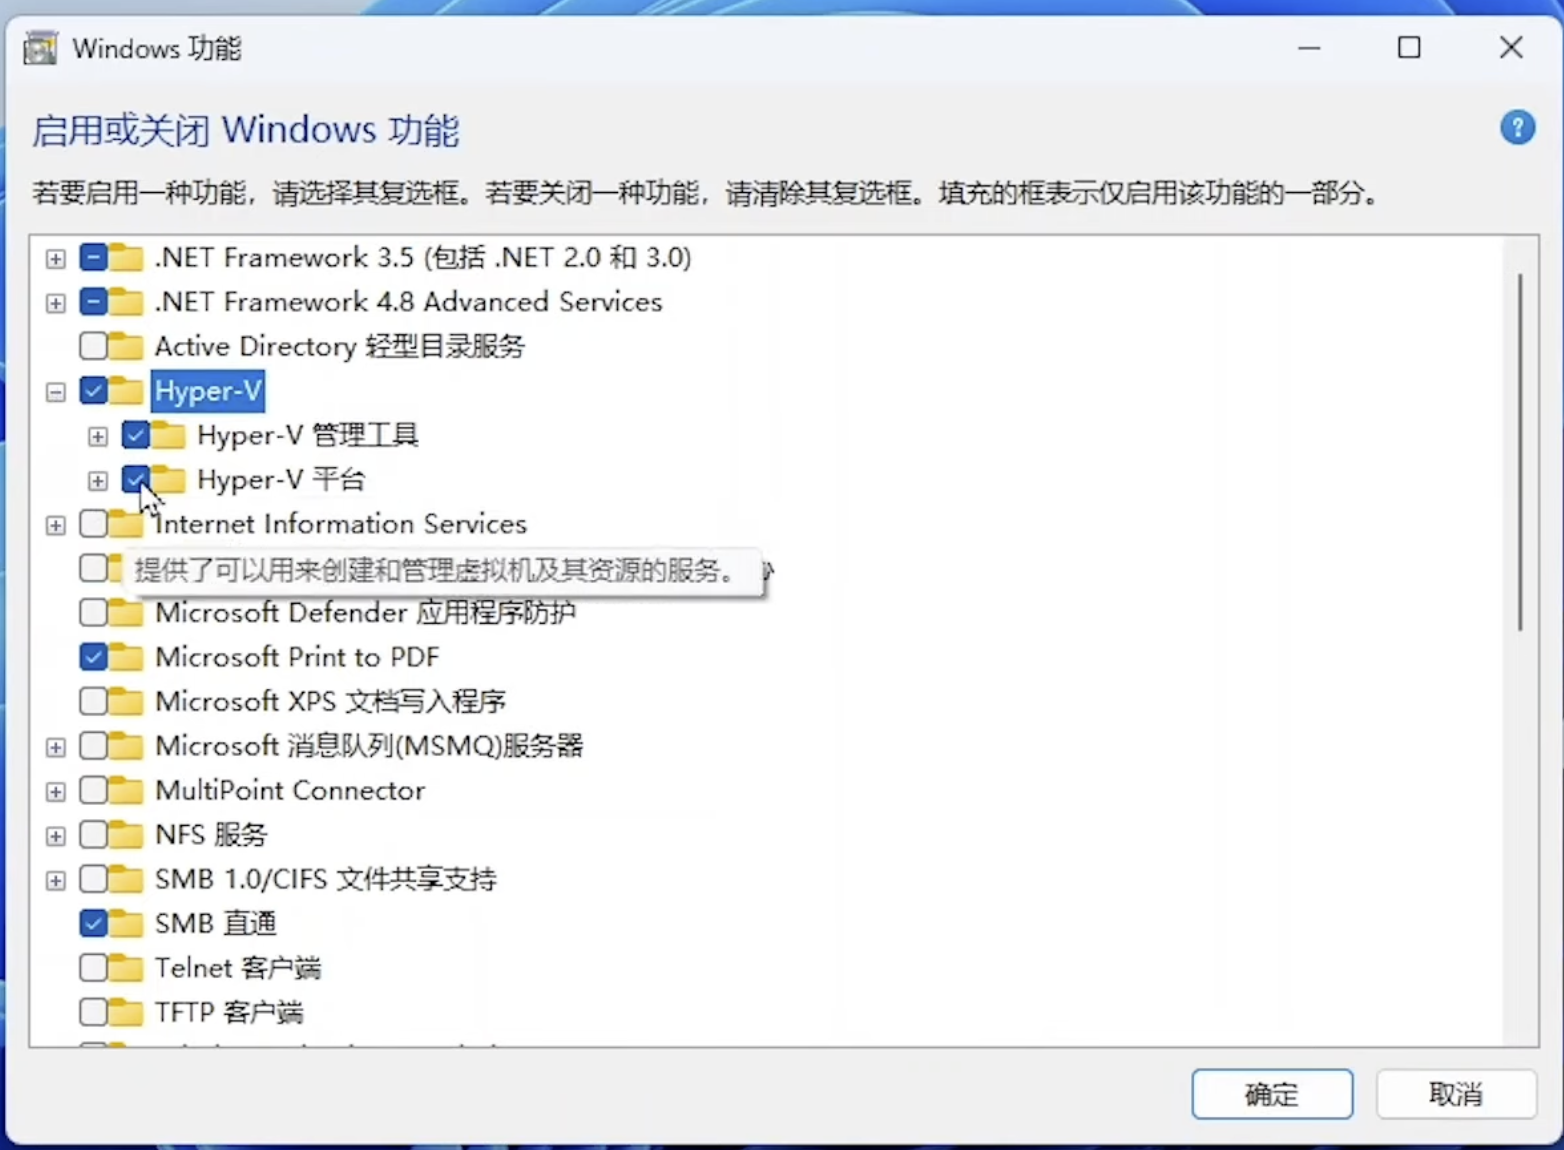 Windows 功能
启用或关闭 Windows 功能
?
若要启用一种功能，请选择其复选框。若要关闭一种功能，请清除其复选框。填充的框表示仅启用该功能的一部分。
.NET Framework 3.5 (包括 .NET 2.0 和 3.0)
.NET Framework 4.8 Advanced Services
Active Directory 轻型目录服务
Hyper-V
Hyper-V 管理工具
Hyper-V 平台
Internet Information Services
提供了可以用来创建和管理虚拟机及其资源的服务。
Microsoft Defender 应用程序防护
Microsoft Print to PDF
Microsoft XPS 文档写入程序
Microsoft 消息队列(MSMQ)服务器
MultiPoint Connector
NFS 服务
SMB 1.0/CIFS 文件共享支持
SMB 直通
Telnet 客户端
TFTP 客户端
确定
取消